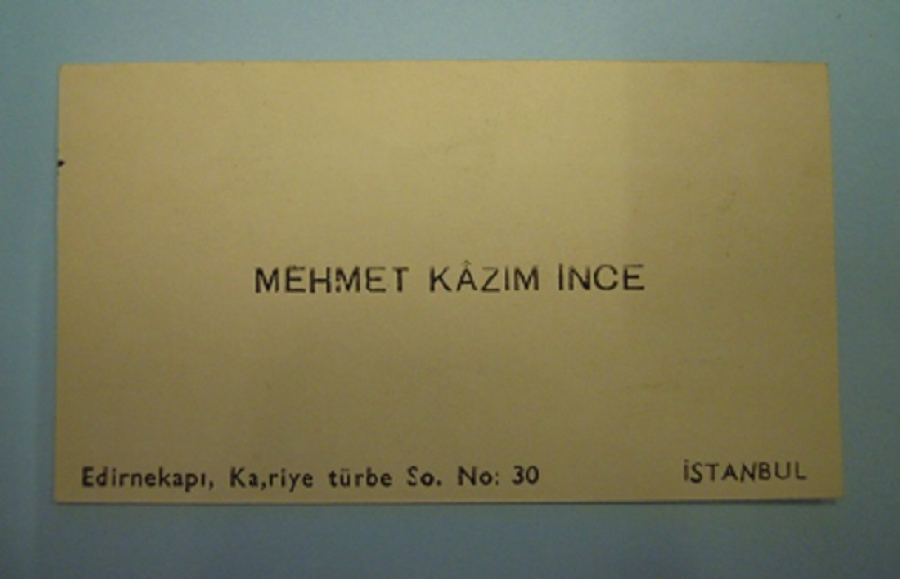 MEHMET KÂZIM İNCE
Edirnekapı, Ka,riye türbe So. No: 30 İSTANBUL